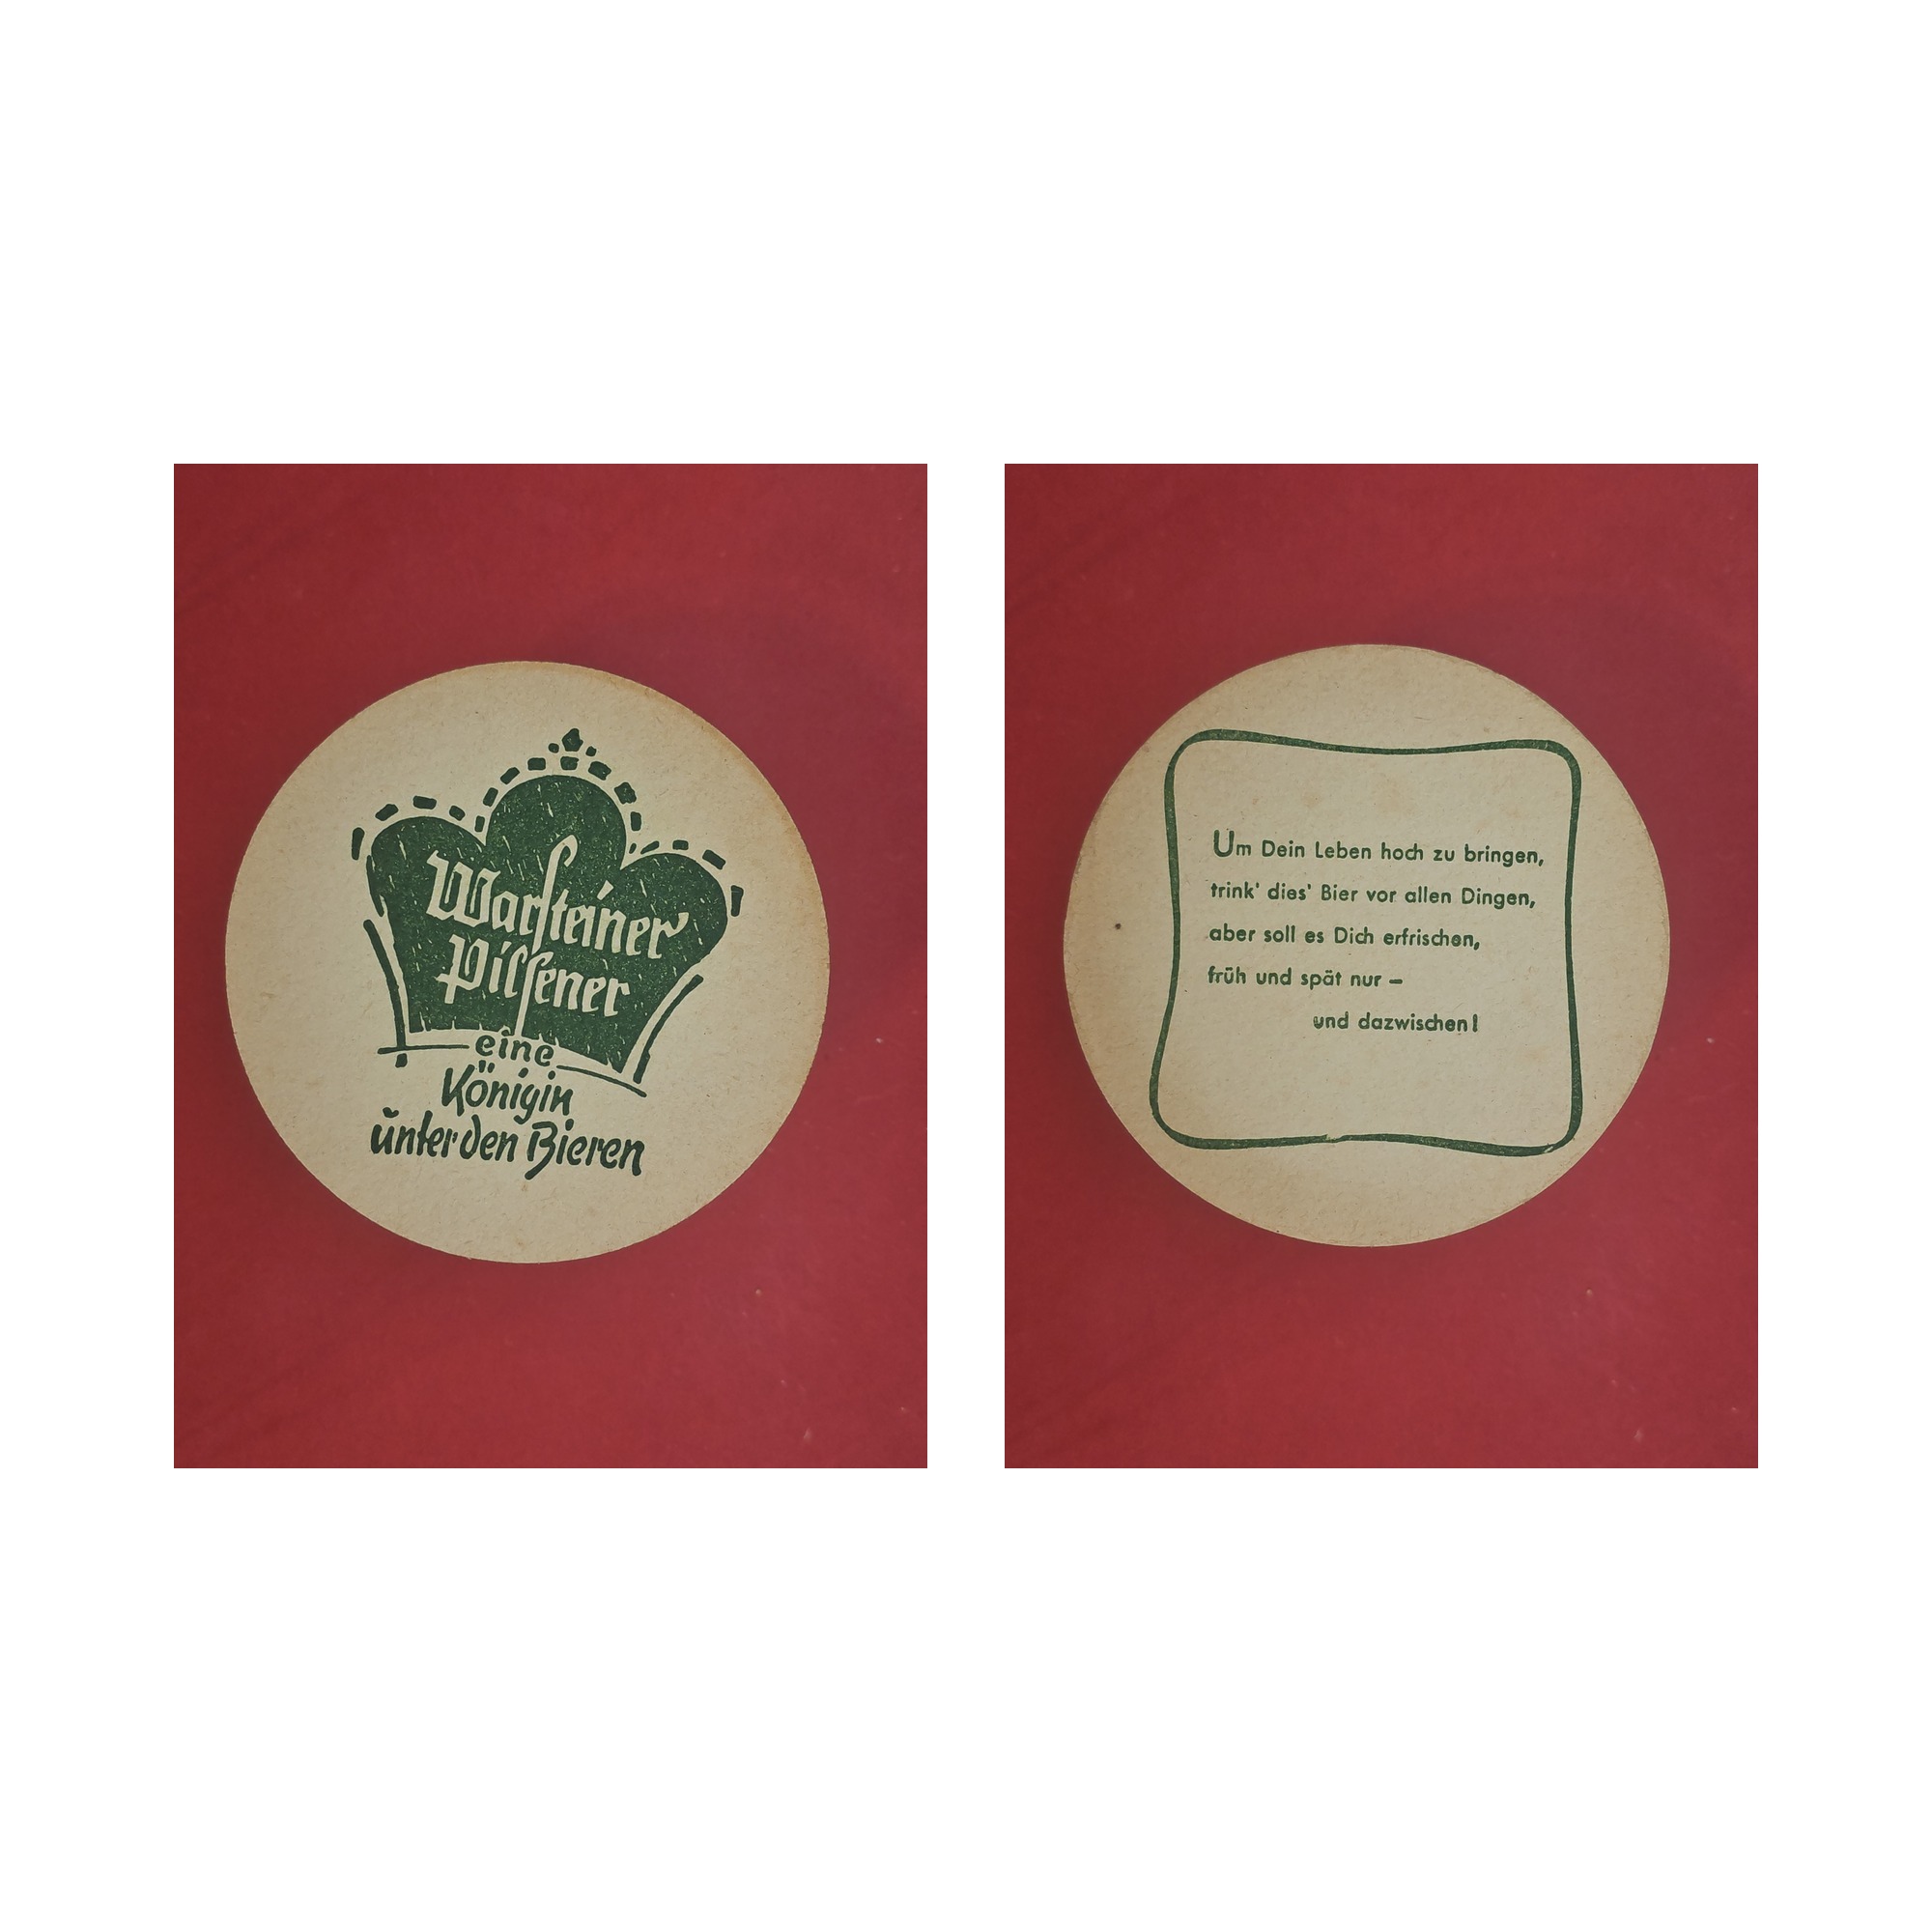 Warsteiner
Pilsener
eine
Königin
unter den Bieren
Um Dein Leben hoch zu bringen,
trink' dies' Bier vor allen Dingen,
aber soll es Dich erfrischen,
früh und spät nur –
und dazwischen!